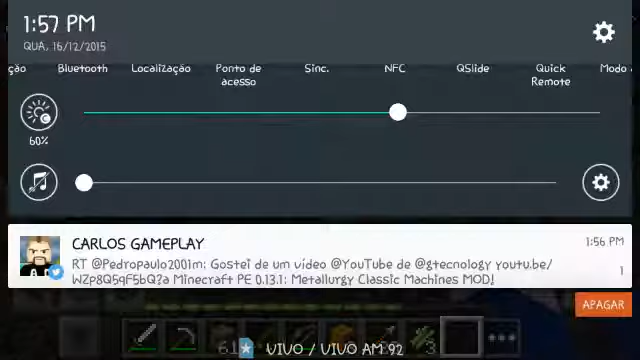 1:57 PM
QUA, 16/12/2015
ção Bluetooth Localização Ponto de acesso Sinc. NFC QSlide Quick Remote Modo
60%
CARLOS GAMEPLAY 1:56 PM
RT @Pedropaulo2001m: Gostei de um vídeo @YouTube de @gtecnology youtu.be/
WZp8Q5qF5bQ?a Minecraft PE 0.13.1: Metallurgy Classic Machines MOD! 1
APAGAR
VIVO / VIVO AM 92